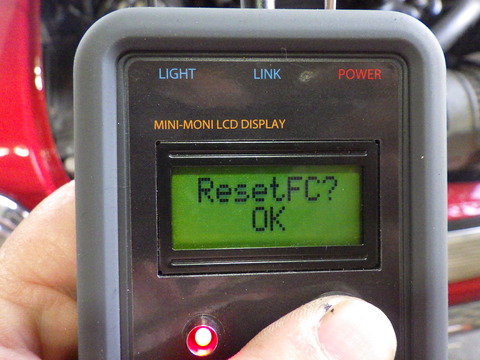 LIGHT LINK POWER
MINI-MONI LCD DISPLAY
ResetFC?
OK